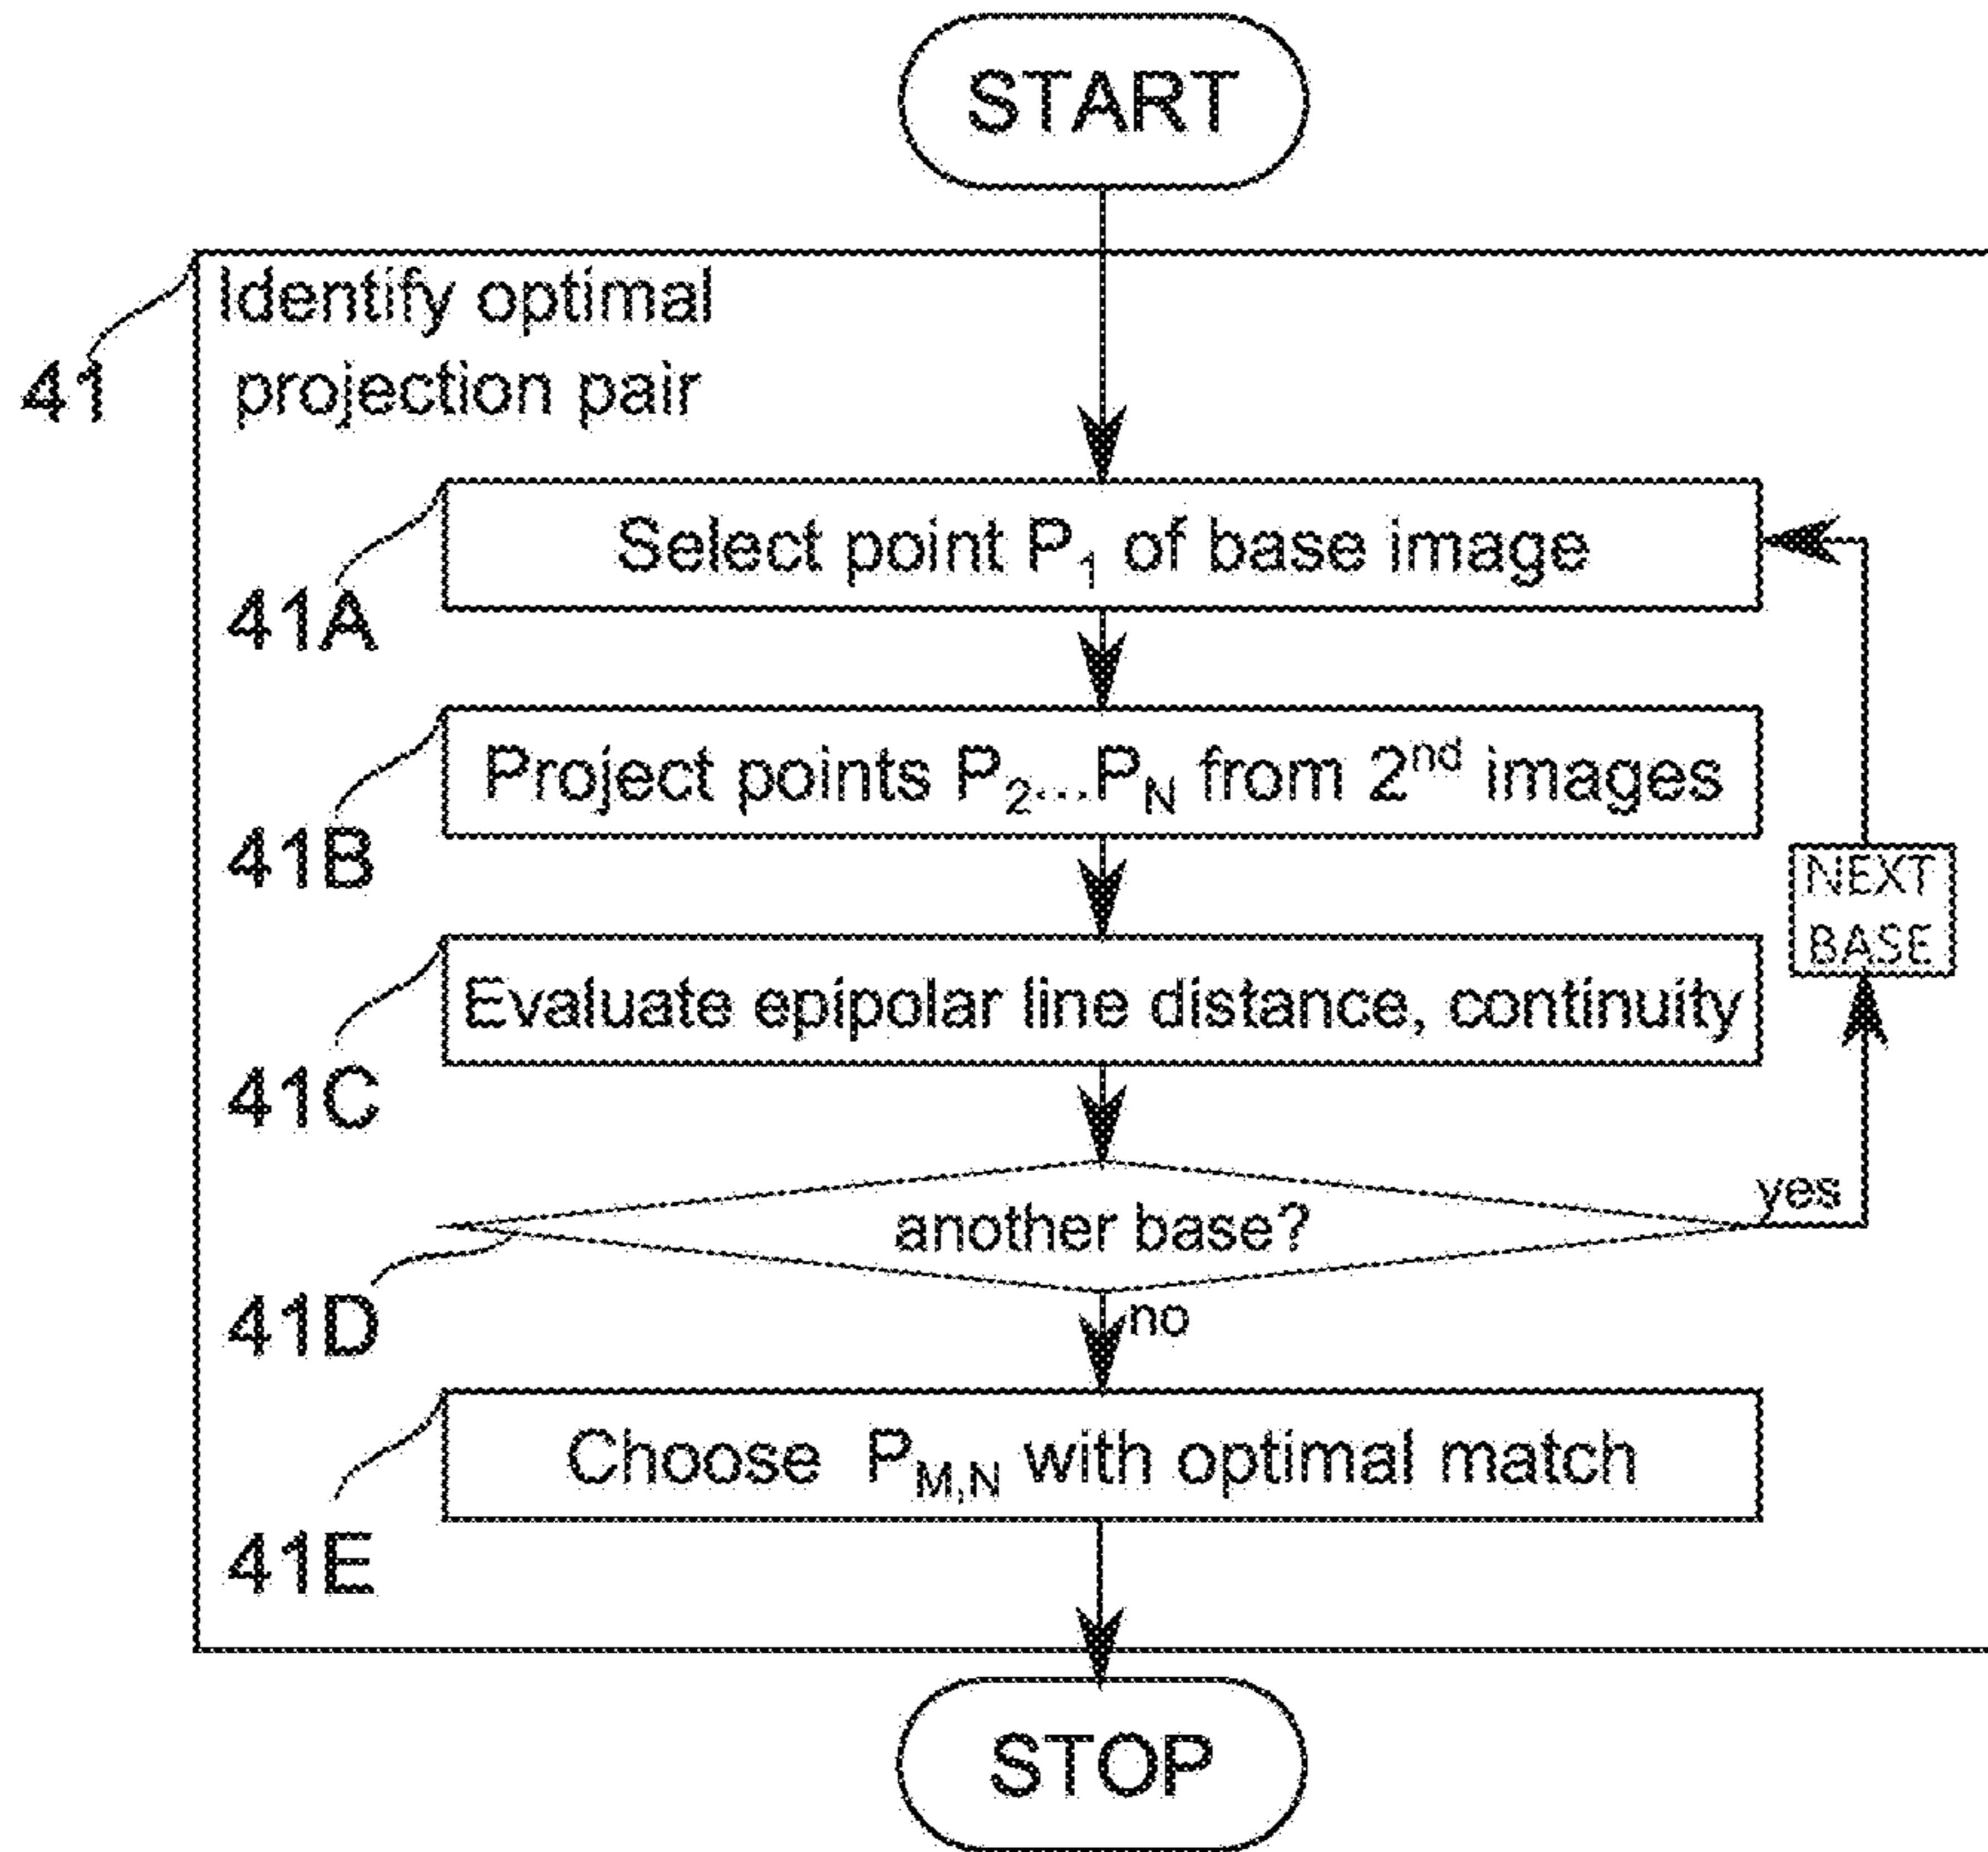 START
Identify optimal
projection pair
41
Select point P₁ of base image
41A
Project points P₂...P_N from 2ⁿᵈ images
41B
NEXT
BASE
Evaluate epipolar line distance, continuity
41C
yes
another base?
41D
no
Choose P_M,N with optimal match
41E
STOP